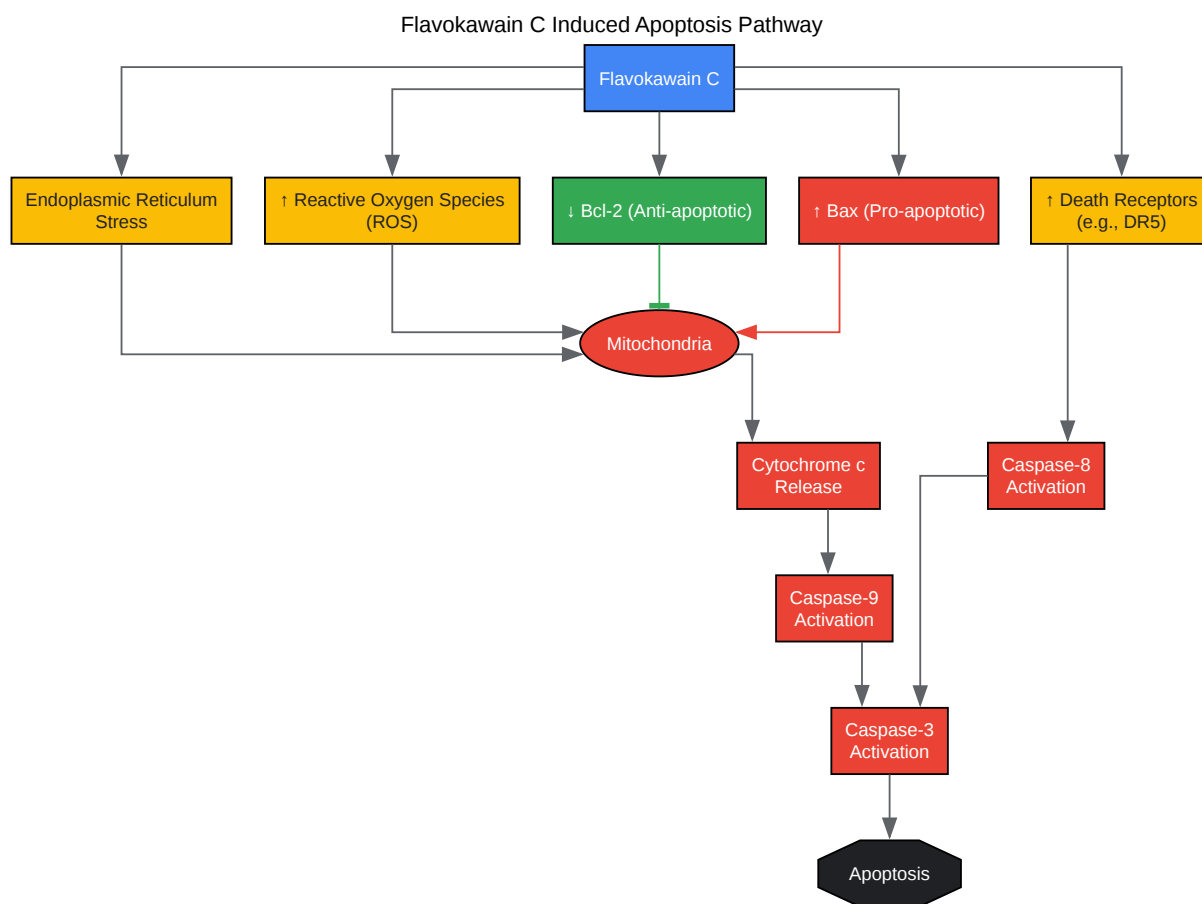 Flavokawain C Induced Apoptosis Pathway
Flavokawain C
Endoplasmic Reticulum
Stress
↑ Reactive Oxygen Species
(ROS)
↓ Bcl-2 (Anti-apoptotic)
↑ Bax (Pro-apoptotic)
↑ Death Receptors
(e.g., DR5)
Mitochondria
Cytochrome c
Release
Caspase-8
Activation
Caspase-9
Activation
Caspase-3
Activation
Apoptosis